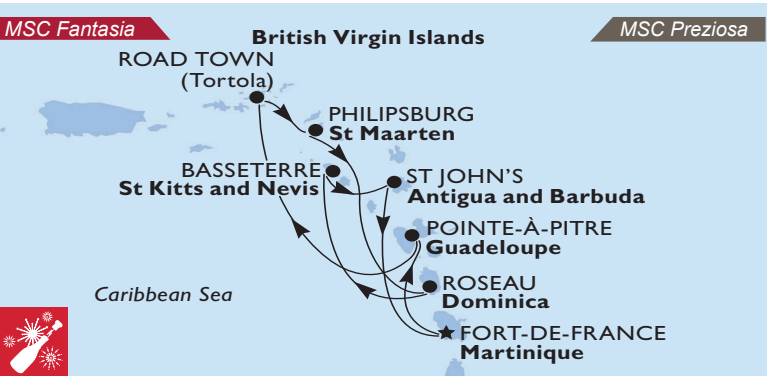 MSC Fantasia
MSC Preziosa
British Virgin Islands
ROAD TOWN
(Tortola)
PHILIPSBURG
St Maarten
BASSETERRE
St Kitts and Nevis
ST JOHN'S
Antigua and Barbuda
POINTE-À-PITRE
Guadeloupe
ROSEAU
Dominica
Caribbean Sea
FORT-DE-FRANCE
Martinique